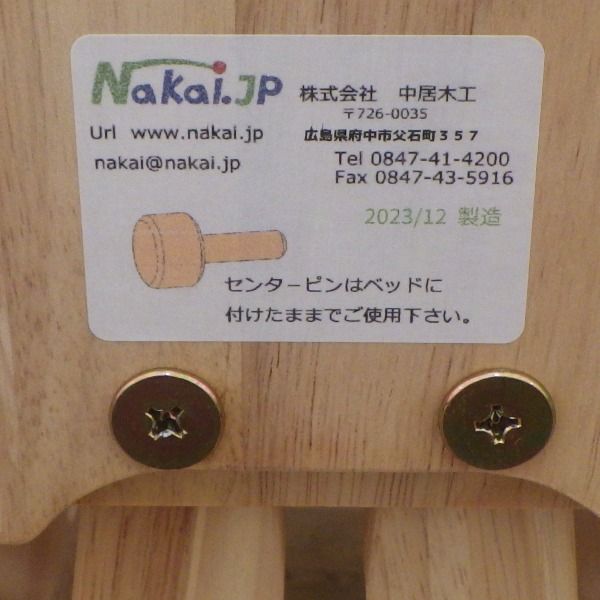 Nakai.JP
株式会社　中居木工
〒726-0035
Url www.nakai.jp
広島県府中市父石町３５７
nakai@nakai.jp
Tel 0847-41-4200
Fax 0847-43-5916
2023/12 製造
センターピンはベッドに
付けたままでご使用下さい。